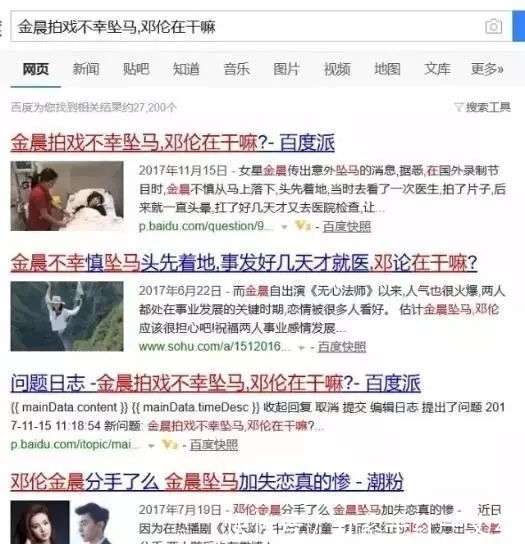 金晨拍戏不幸坠马,邓伦在干嘛
网页 新闻 贴吧 知道 音乐 图片 视频 地图 文库 更多»
百度为您找到相关结果约27,200个 搜索工具
金晨拍戏不幸坠马,邓伦在干嘛?- 百度派
2017年11月15日 - 女星金晨传出意外坠马的消息,据悉,在国外录制节
目时,金晨不慎从马上落下,头先着地,当时去看了一次医生,拍了片子,后
来就一直头晕,扛了好几天才又去医院检查,让...
p.baidu.com/question/9... V3 - 百度快照
金晨不幸慎坠马头先着地,事发好几天才就医,邓论在干嘛?
2017年6月22日 - 而金晨自出演《无心法师》以来,人气也很火爆,两人
都处在事业发展的关键时期,恋情被很多人看好。 估计金晨坠马,邓伦
应该很担心吧!祝福两人事业感情发展...
www.sohu.com/a/1512016... - 百度快照
问题日志 -金晨拍戏不幸坠马,邓伦在干嘛?- 百度派
{{ mainData.content }} {{ mainData.timeDesc }} 收起回复 取消 提交 编辑日志 提出了问题 201
7-11-15 11:18:54 新问题: 金晨拍戏不幸坠马,邓伦在干嘛?...
p.baidu.com/itopic/mai... V3 - 百度快照
邓伦金晨分手了么 金晨坠马加失恋真的惨 - 潮粉
2017年7月19日 - 邓伦金晨分手了么 金晨坠马加失恋真的惨 - 近日
因为在热播剧《欢